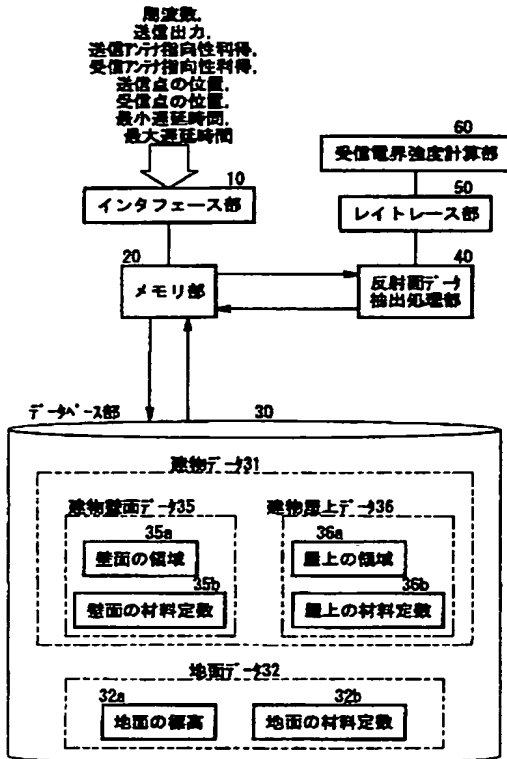 周波数,
送信出力,
送信アンテナ指向性利得,
受信アンテナ指向性利得,
送信点の位置,
受信点の位置,
最小遅延時間,
最大遅延時間
60
受信電界強度計算部
10
インタフェース部
50
レイトレース部
20
メモリ部
40
反射面データ
抽出処理部
データベース部
30
建物データ31
建物壁面データ35
建物屋上データ36
35a
壁面の領域
36a
屋上の領域
35b
壁面の材料定数
36b
屋上の材料定数
地面データ32
32a
地面の標高
32b
地面の材料定数